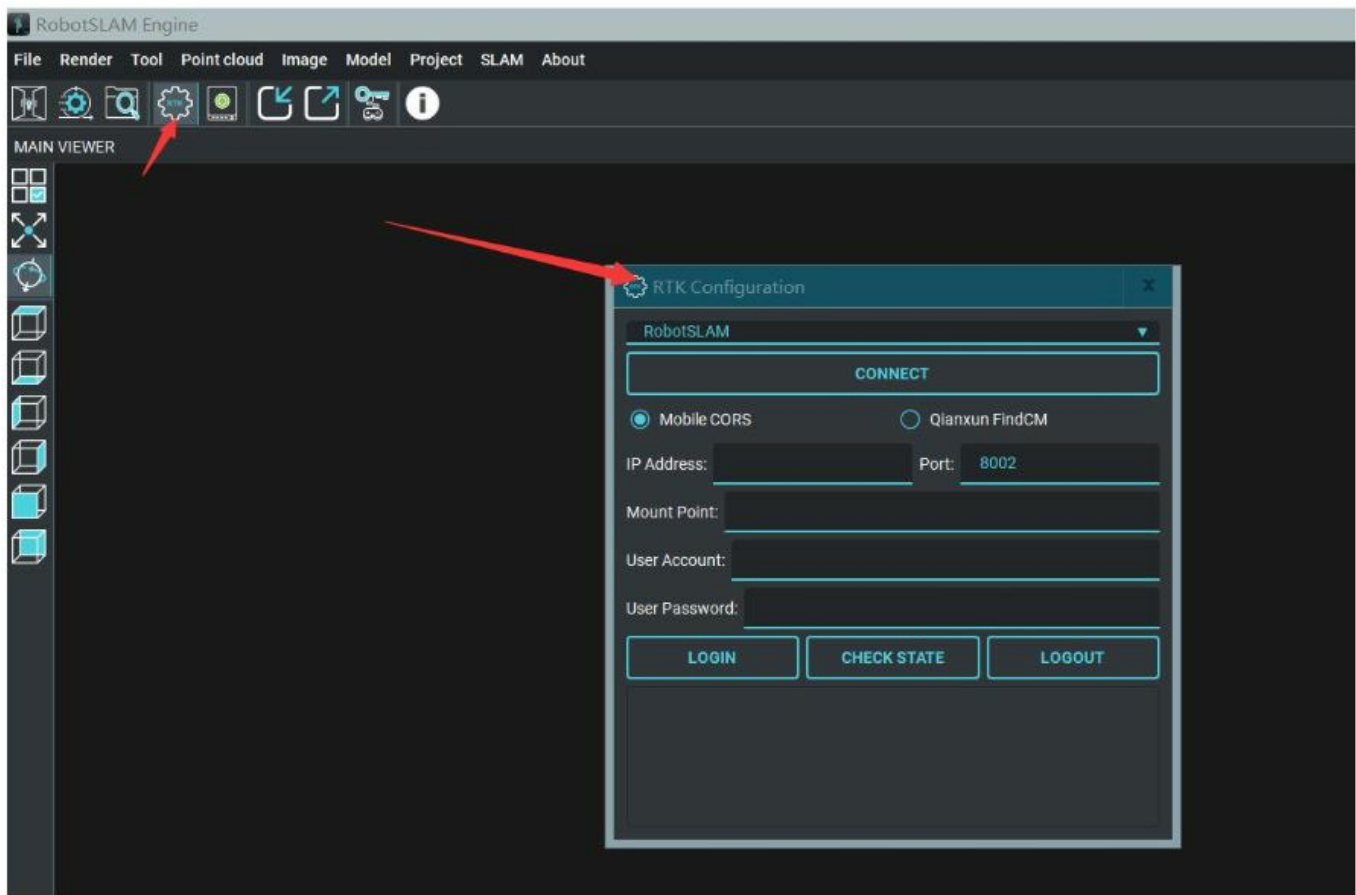 RobotSLAM Engine
File Render Tool Point cloud Image Model Project SLAM About
RTK
MAIN VIEWER
RTK Configuration X
RobotSLAM
CONNECT
Mobile CORS Qianxun FindCM
IP Address: Port: 8002
Mount Point:
User Account:
User Password:
LOGIN CHECK STATE LOGOUT